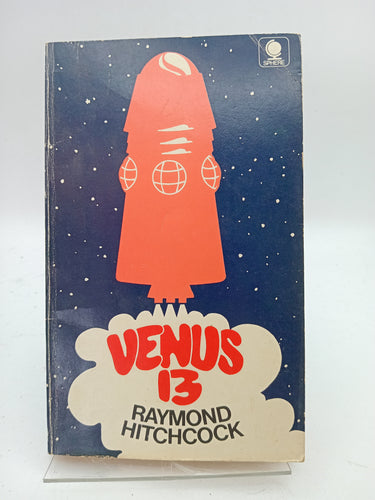 SPHERE
VENUS
13
RAYMOND
HITCHCOCK